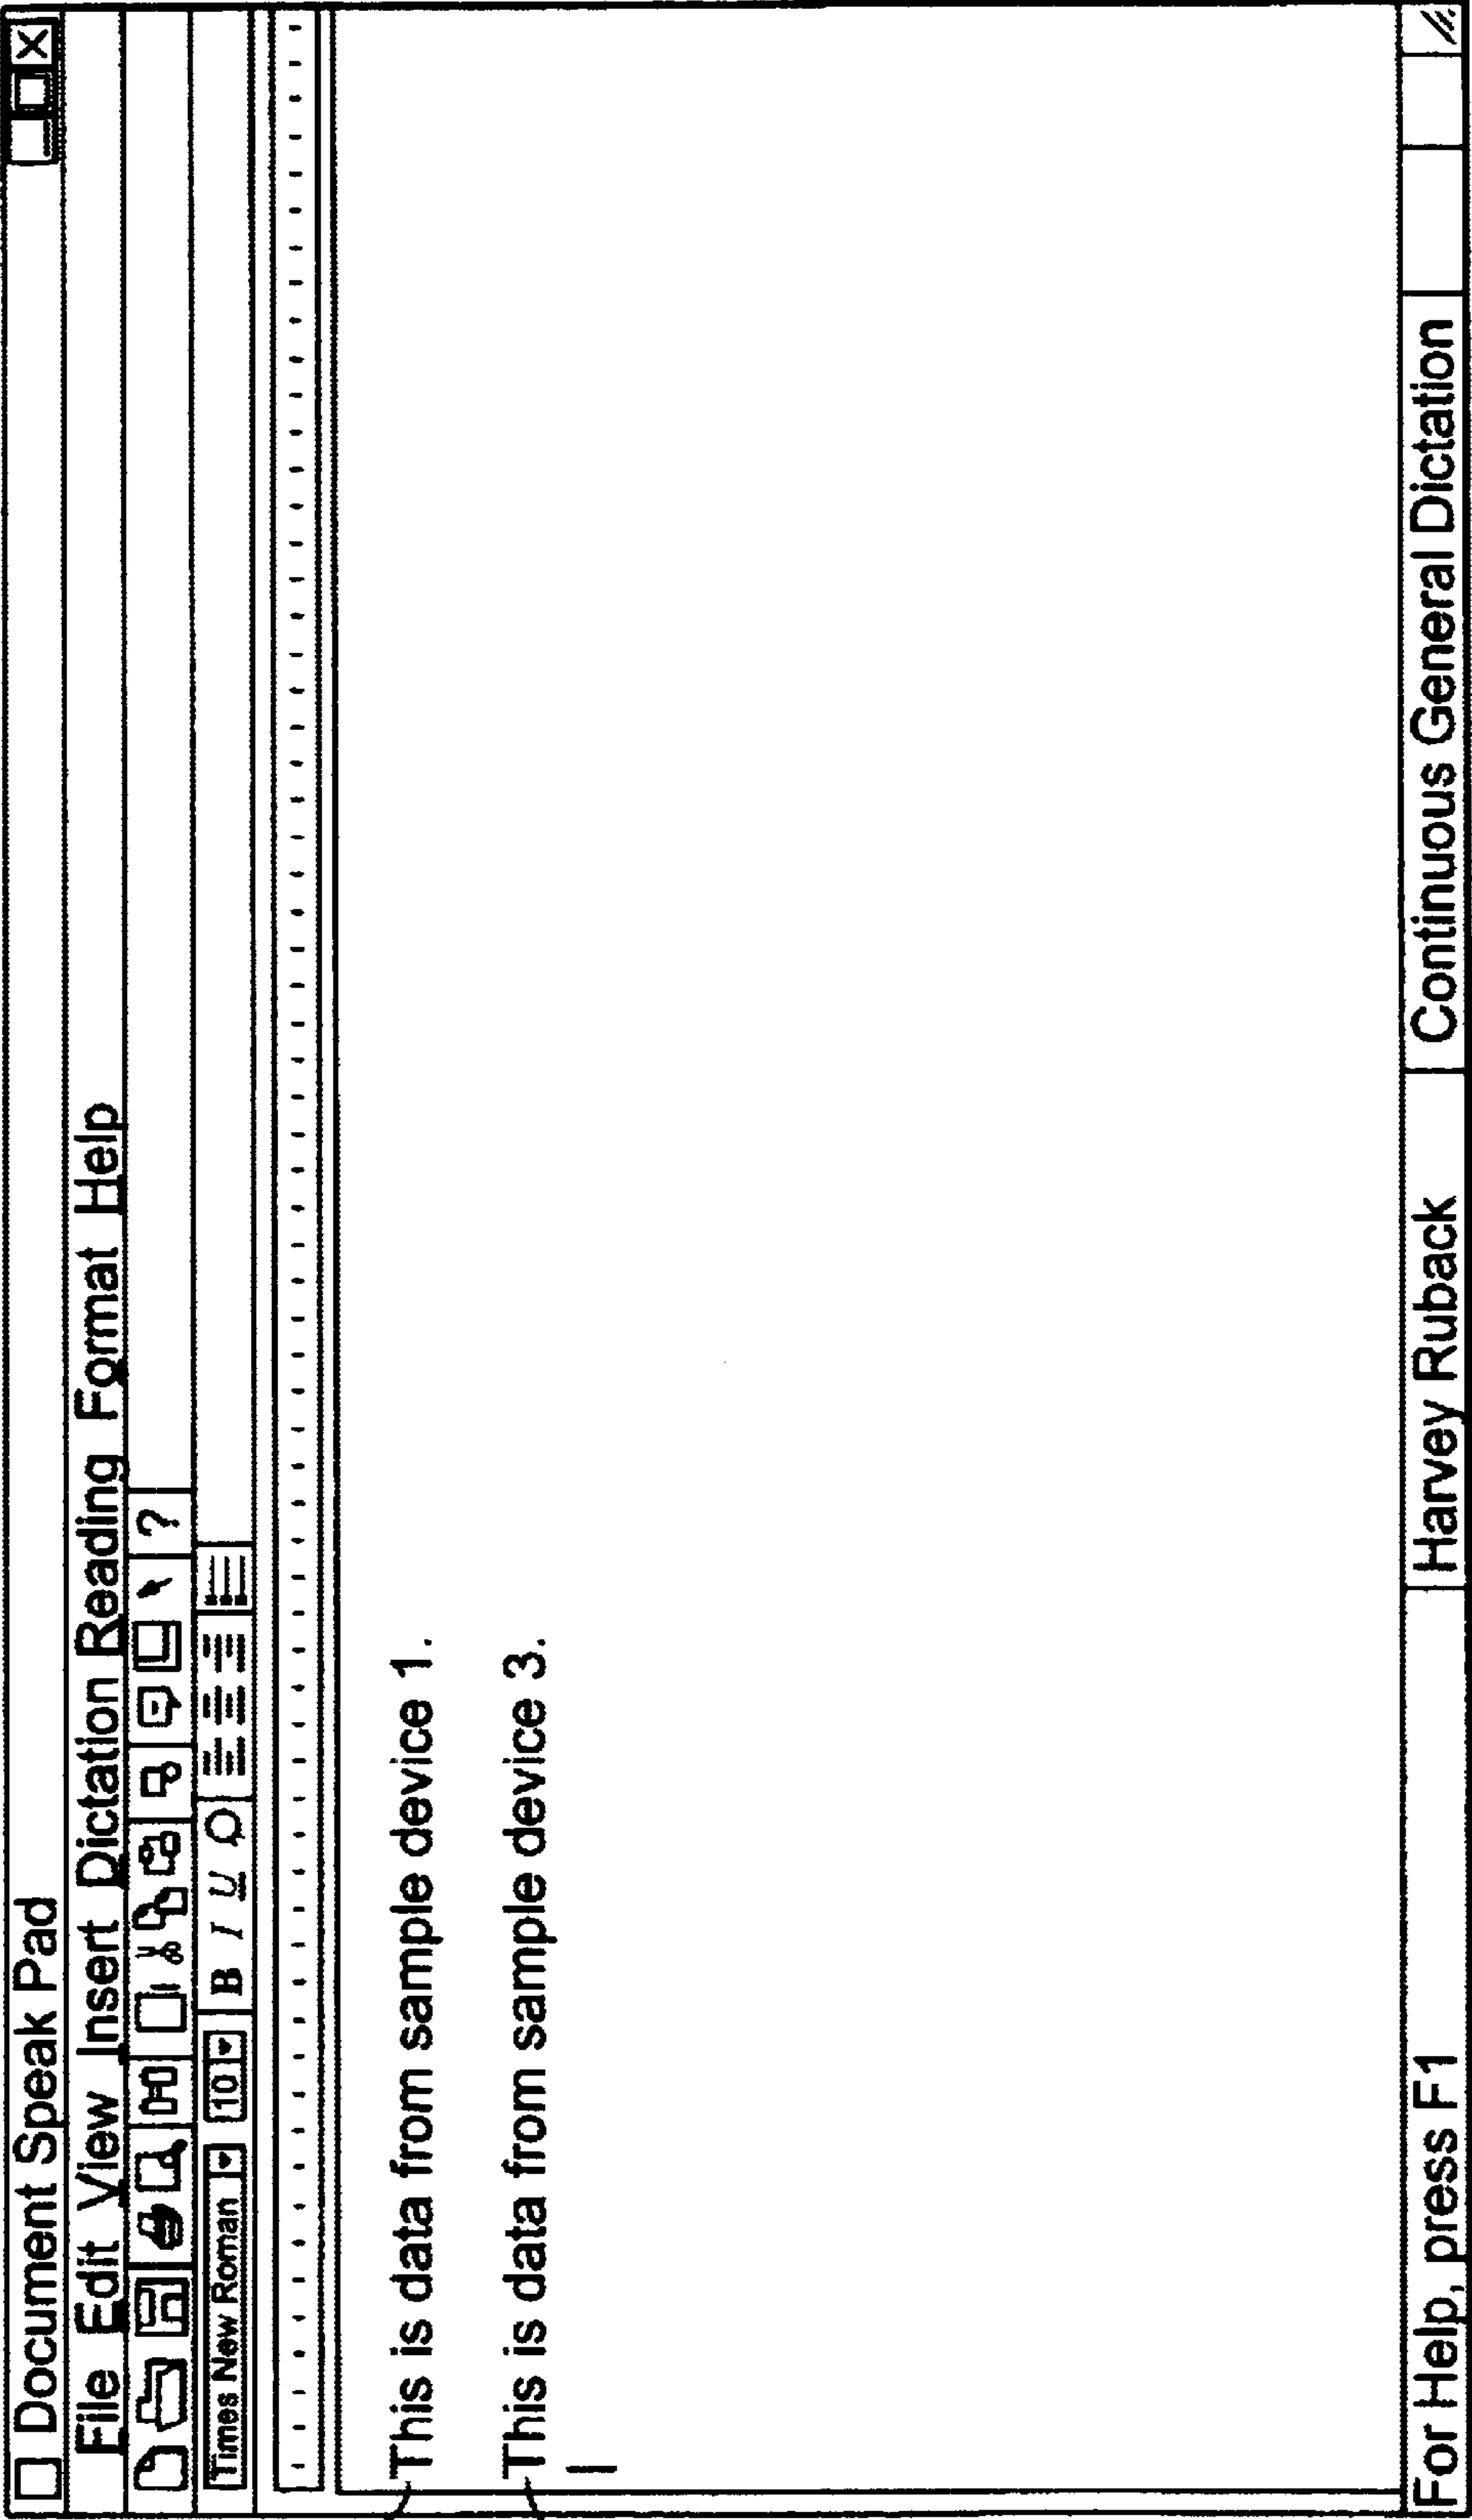 Document Speak Pad
File Edit View Insert Dictation Reading Format Help
?
Times New Roman 10 B I U
This is data from sample device 1.
This is data from sample device 3.
For Help, press F1 Harvey Ruback Continuous General Dictation